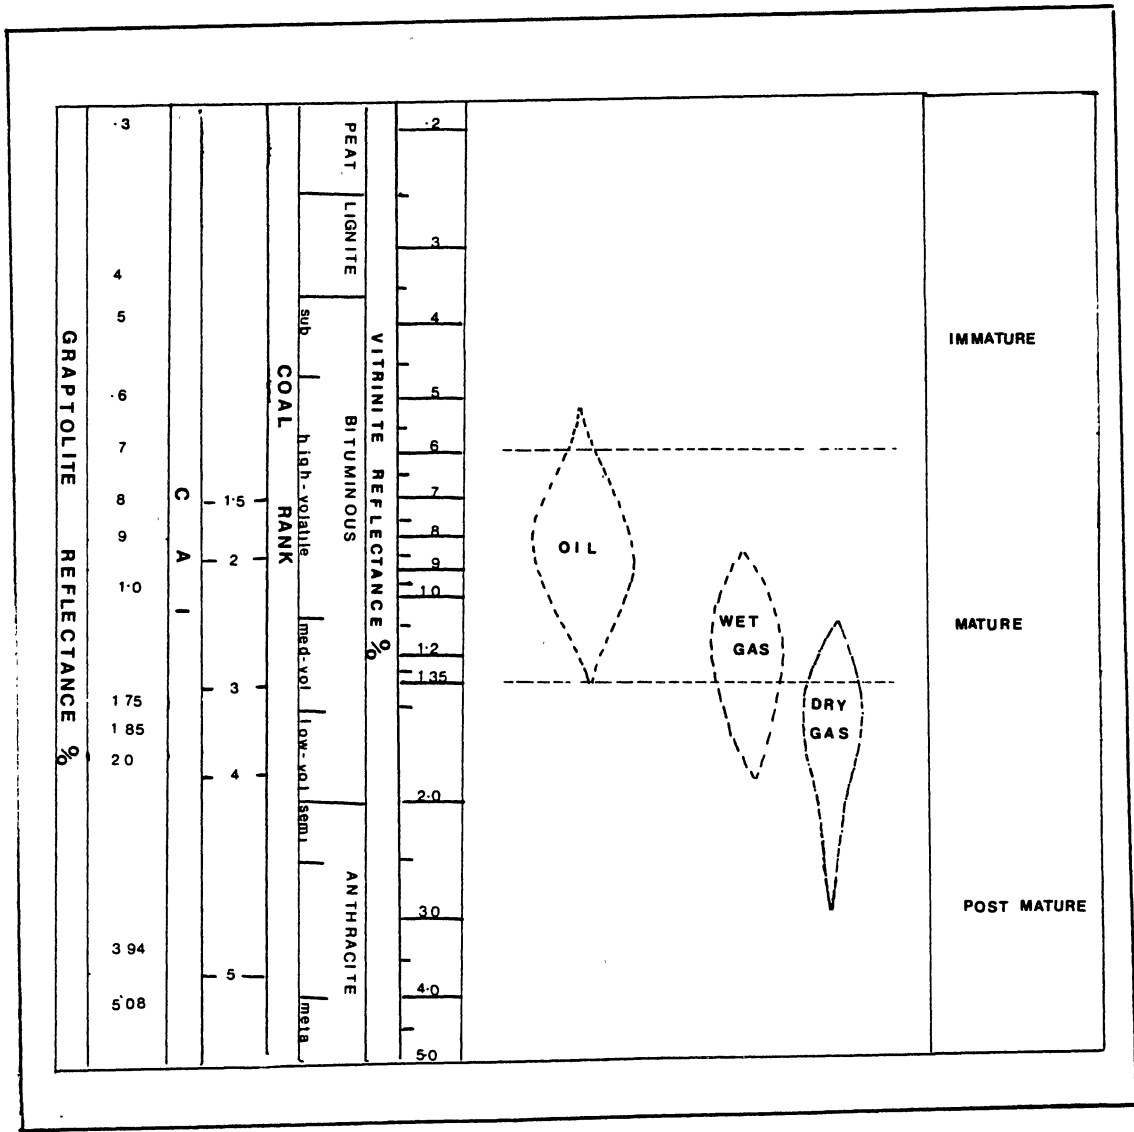 GRAPTOLITE REFLECTANCE %
·3
4
5
·6
7
8
9
1·0
1 75
1 85
2 0
3 94
5 08
C A I
1·5
2
3
4
5
COAL RANK
sub
high-volatile
med-vol
low-vol
semi
meta
PEAT
LIGNITE
BITUMINOUS
ANTHRACITE
VITRINITE REFLECTANCE %
·2
3
4
5
6
7
8
9
1.0
1·2
1.35
2.0
3.0
4.0
5.0
OIL
WET
GAS
DRY
GAS
IMMATURE
MATURE
POST MATURE